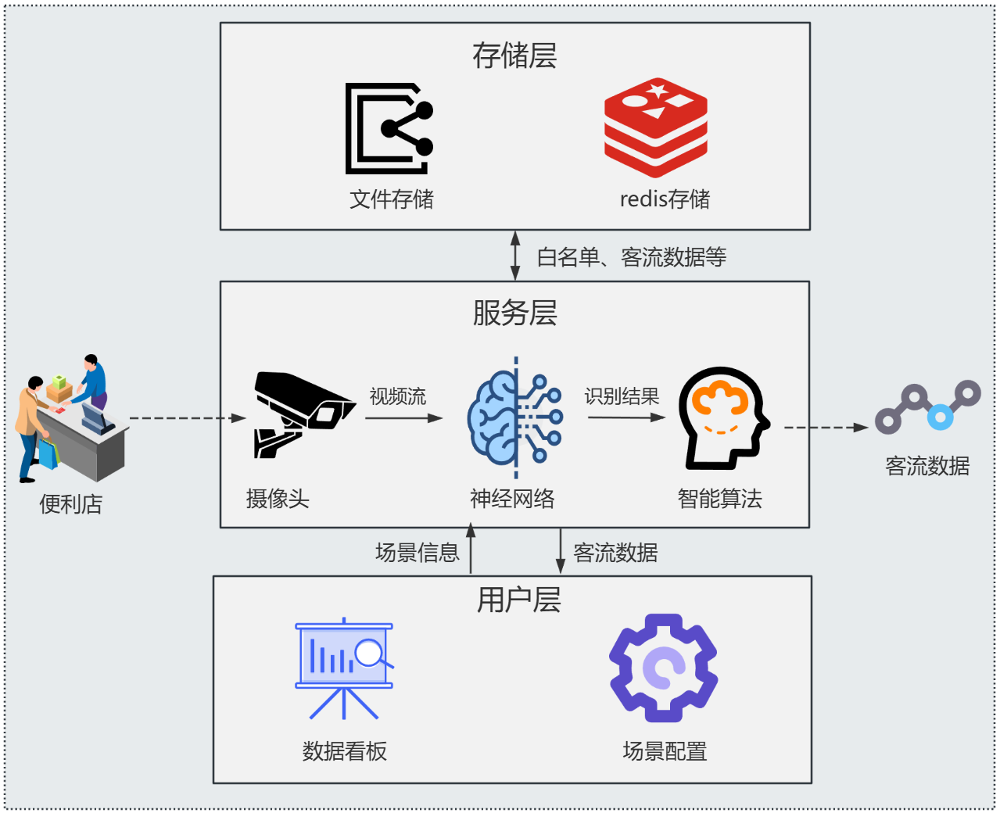 存储层
文件存储
redis存储
白名单、客流数据等
服务层
视频流
识别结果
便利店
摄像头
神经网络
智能算法
客流数据
场景信息
客流数据
用户层
数据看板
场景配置